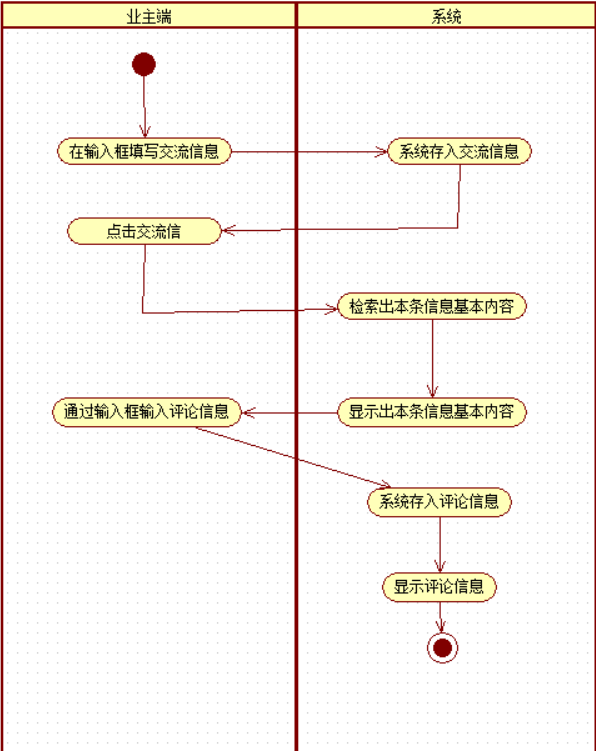 业主端
系统
在输入框填写交流信息
系统存入交流信息
点击交流信
检索出本条信息基本内容
显示出本条信息基本内容
通过输入框输入评论信息
系统存入评论信息
显示评论信息